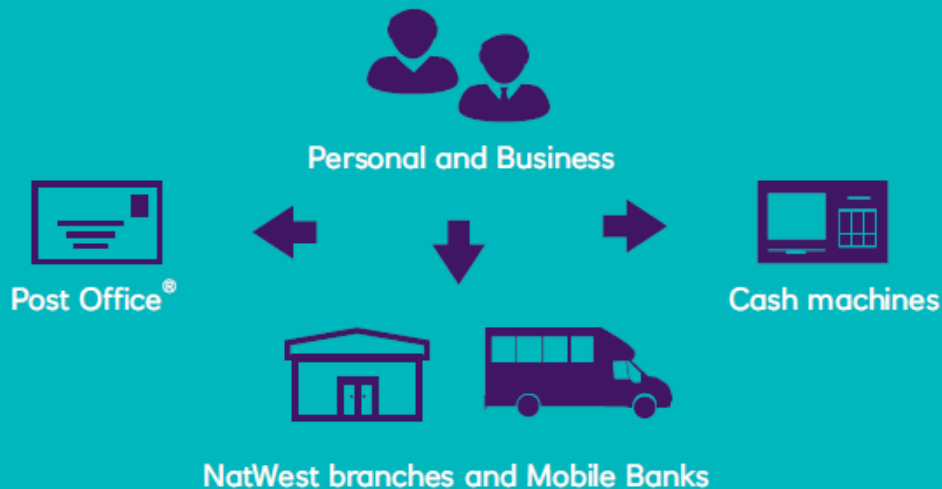 Personal and Business
Post Office®
Cash machines
NatWest branches and Mobile Banks